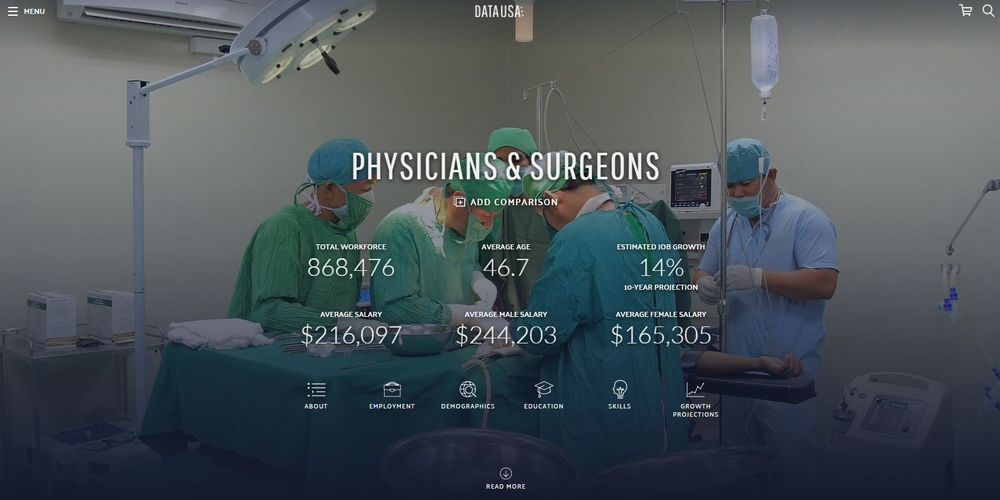 MENU
DATAUSA:
PHYSICIANS & SURGEONS
ADD COMPARISON
TOTAL WORKFORCE
868,476
AVERAGE AGE
46.7
ESTIMATED JOB GROWTH
14%
10-YEAR PROJECTION
AVERAGE SALARY
$216,097
AVERAGE MALE SALARY
$244,203
AVERAGE FEMALE SALARY
$165,305
ABOUT
EMPLOYMENT
DEMOGRAPHICS
EDUCATION
SKILLS
GROWTH
PROJECTIONS
READ MORE
Panasonic